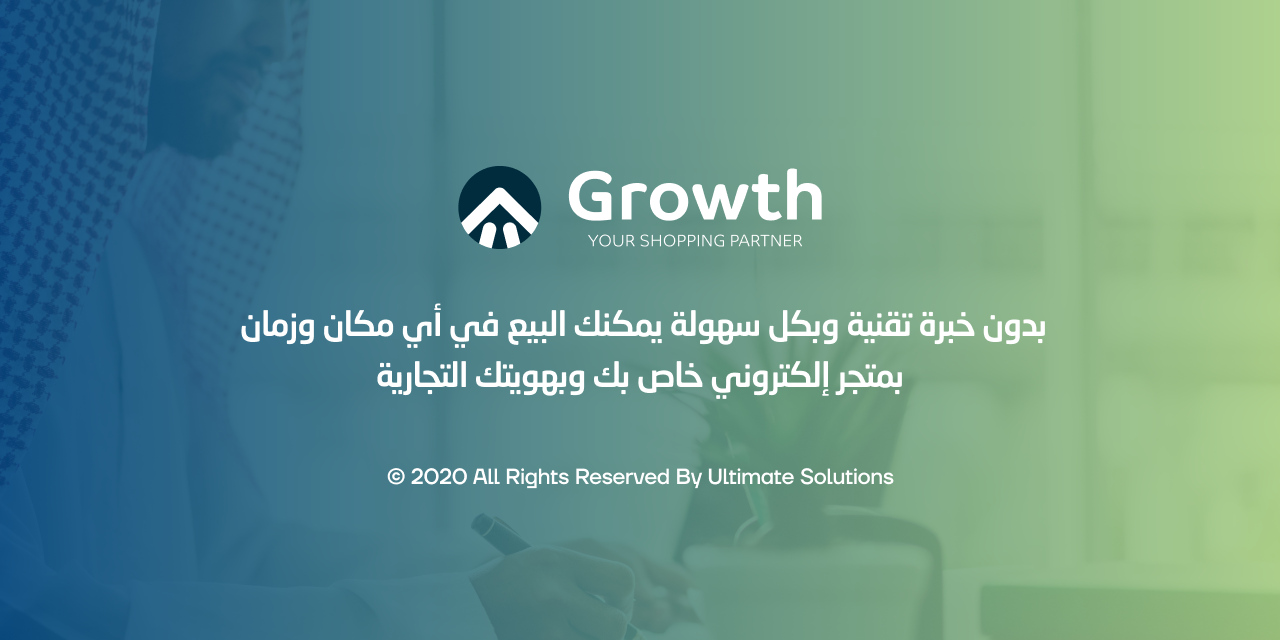 Growth
YOUR SHOPPING PARTNER
بدون خبرة تقنية وبكل سهولة يمكنك البيع في أي مكان وزمان
بمتجر إلكتروني خاص بك وبهويتك التجارية
© 2020 All Rights Reserved By Ultimate Solutions